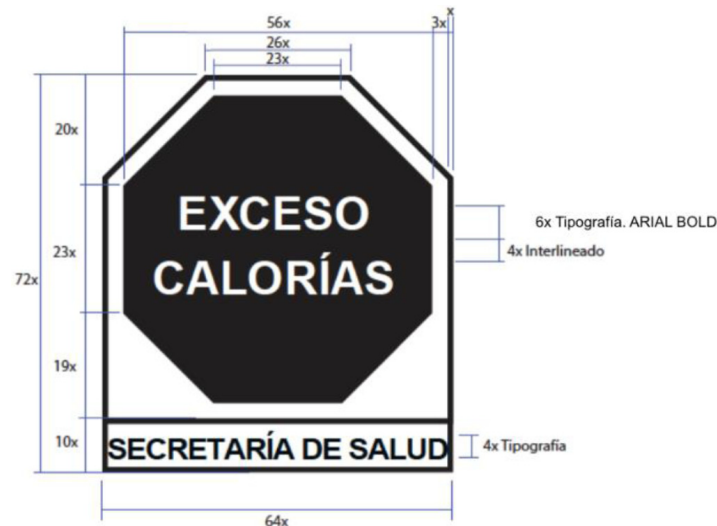 x
56x
3x
26x
23x
20x
EXCESO
6x Tipografía. ARIAL BOLD
23x
4x Interlineado
CALORÍAS
72x
19x
10x
SECRETARÍA DE SALUD
4x Tipografia
64x